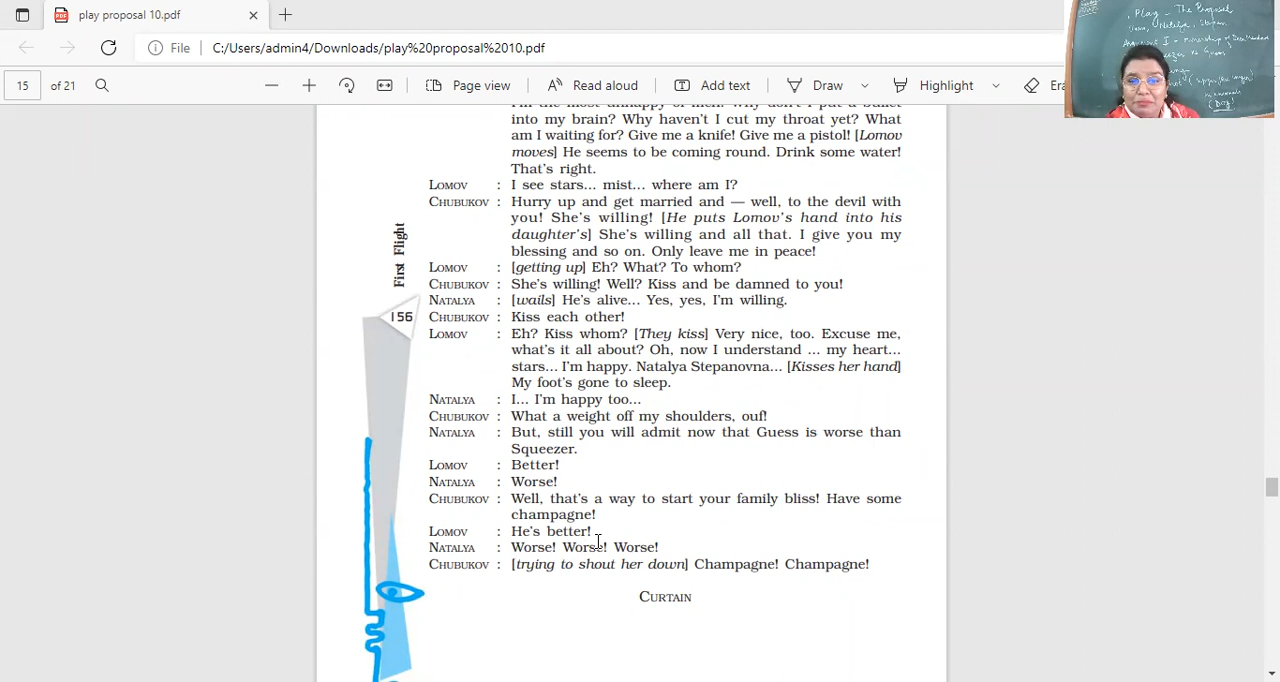 play proposal 10.pdf
File
C:/Users/admin4/Downloads/play%20proposal%2010.pdf
15 of 21
Page view
Read aloud
Add text
Draw
Highlight
Era
Play - The Proposal
into my brain? Why haven't I cut my throat yet? What
am I waiting for? Give me a knife! Give me a pistol! [Lomov
moves] He seems to be coming round. Drink some water!
That's right.
LOMOV : I see stars... mist... where am I?
CHUBUKOV : Hurry up and get married and — well, to the devil with
you! She's willing! [He puts Lomov's hand into his
daughter's] She's willing and all that. I give you my
blessing and so on. Only leave me in peace!
LOMOV : [getting up] Eh? What? To whom?
CHUBUKOV : She's willing! Well? Kiss and be damned to you!
NATALYA : [wails] He's alive... Yes, yes, I'm willing.
CHUBUKOV : Kiss each other!
LOMOV : Eh? Kiss whom? [They kiss] Very nice, too. Excuse me,
what's it all about? Oh, now I understand ... my heart...
stars... I'm happy. Natalya Stepanovna... [Kisses her hand]
My foot's gone to sleep.
NATALYA : I... I'm happy too...
CHUBUKOV : What a weight off my shoulders, ouf!
NATALYA : But, still you will admit now that Guess is worse than
Squeezer.
LOMOV : Better!
NATALYA : Worse!
CHUBUKOV : Well, that's a way to start your family bliss! Have some
champagne!
LOMOV : He's better!
NATALYA : Worse! Worse! Worse!
CHUBUKOV : [trying to shout her down] Champagne! Champagne!
CURTAIN
First Flight
156